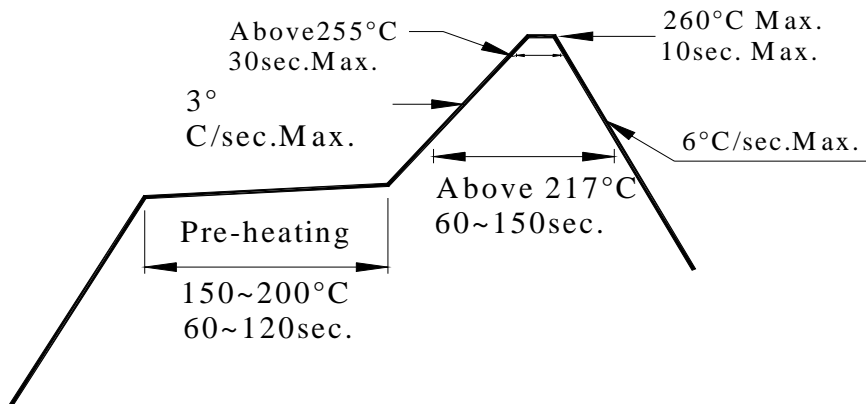 Above255°C
30sec.Max.
260°C Max.
10sec. Max.
3°
C/sec.Max.
6°C/sec.Max.
Above 217°C
60~150sec.
Pre-heating
150~200°C
60~120sec.